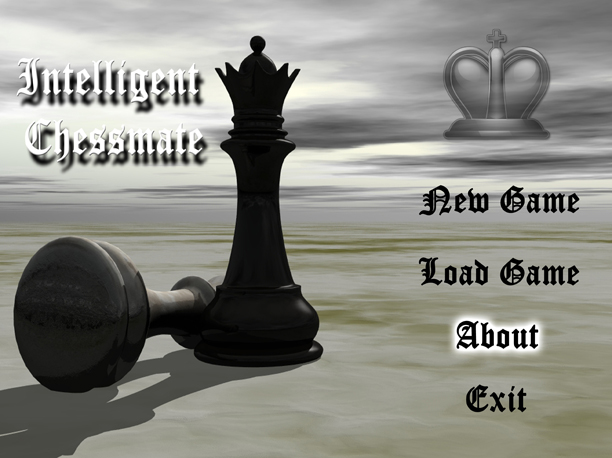 Intelligent
Chessmate
New Game
Load Game
About
Exit